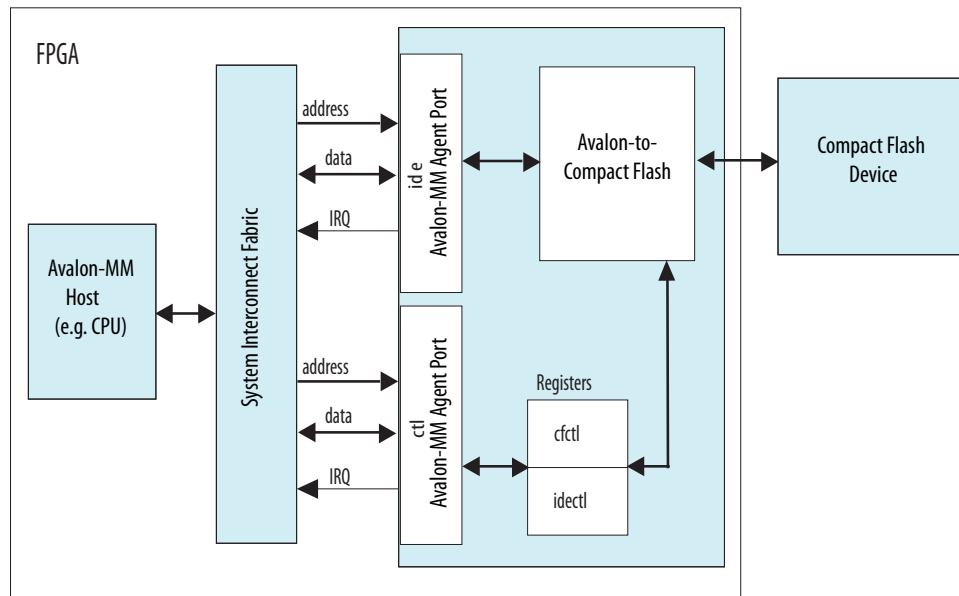 FPGA
Avalon-MM
Host
(e.g. CPU)
System Interconnect Fabric
address
data
IRQ
ide
Avalon-MM Agent Port
Avalon-to-
Compact Flash
Compact Flash
Device
address
data
IRQ
ctl
Avalon-MM Agent Port
Registers
cfctl
idectl